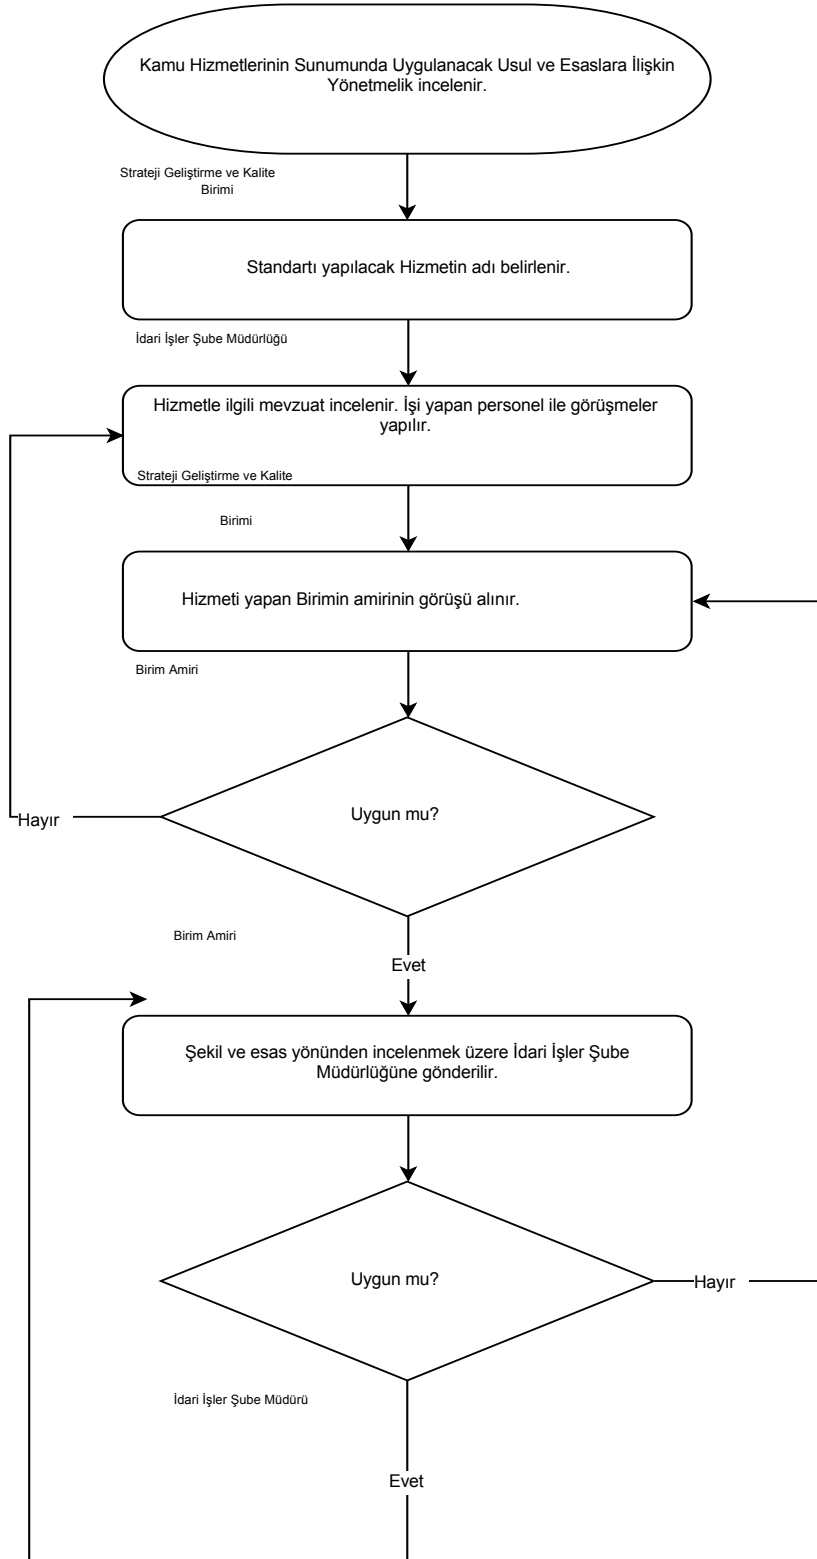 Kamu Hizmetlerinin Sunumunda Uygulanacak Usul ve Esaslara İlişkin
Yönetmelik incelenir.
Strateji Geliştirme ve Kalite
Birimi
Standartı yapılacak Hizmetin adı belirlenir.
İdari İşler Şube Müdürlüğü
Hizmetle ilgili mevzuat incelenir. İşi yapan personel ile görüşmeler
yapılır.
Strateji Geliştirme ve Kalite
Birimi
Hizmeti yapan Birimin amirinin görüşü alınır.
Birim Amiri
Uygun mu?
Hayır
Birim Amiri
Evet
Şekil ve esas yönünden incelenmek üzere İdari İşler Şube
Müdürlüğüne gönderilir.
Uygun mu?
Hayır
İdari İşler Şube Müdürü
Evet